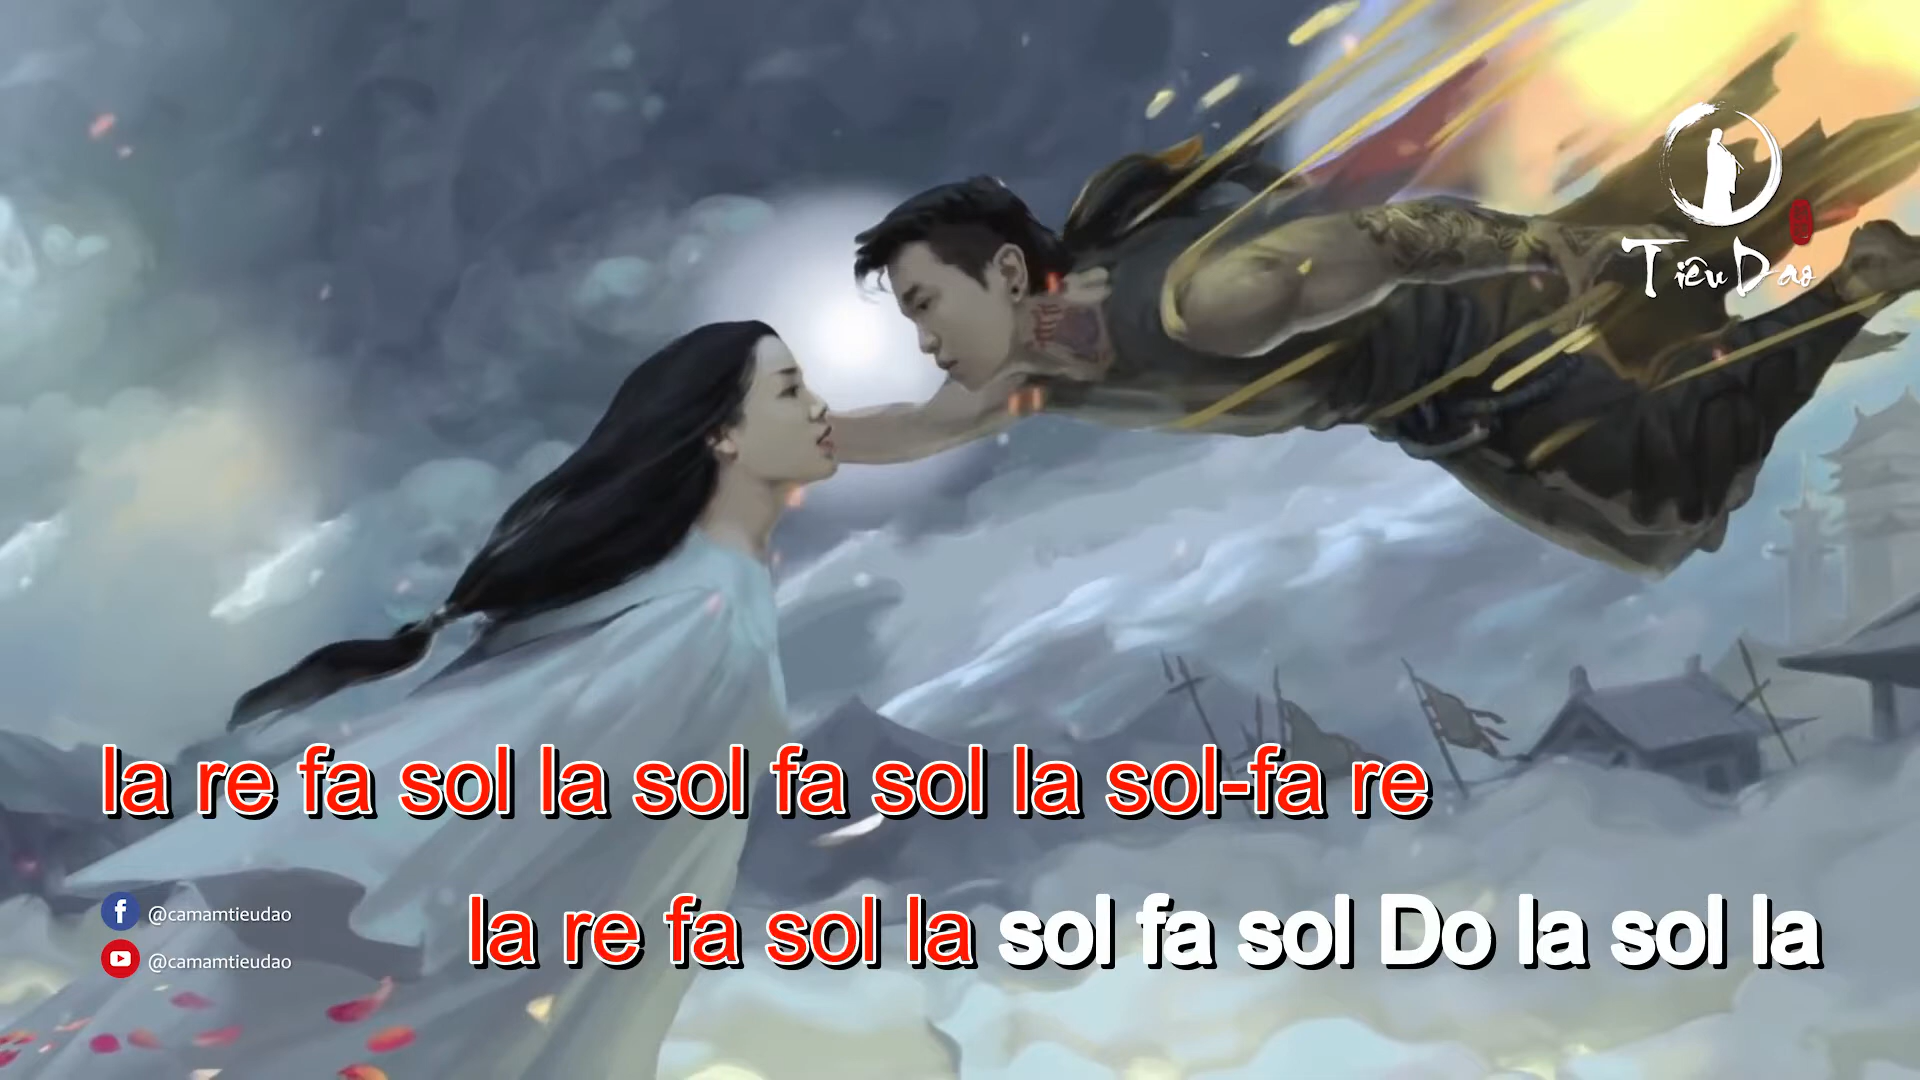 Tiêu Dao
la re fa sol la sol fa sol la sol-fa re
la re fa sol la sol fa sol Do la sol la
@camamtieudao
@camamtieudao